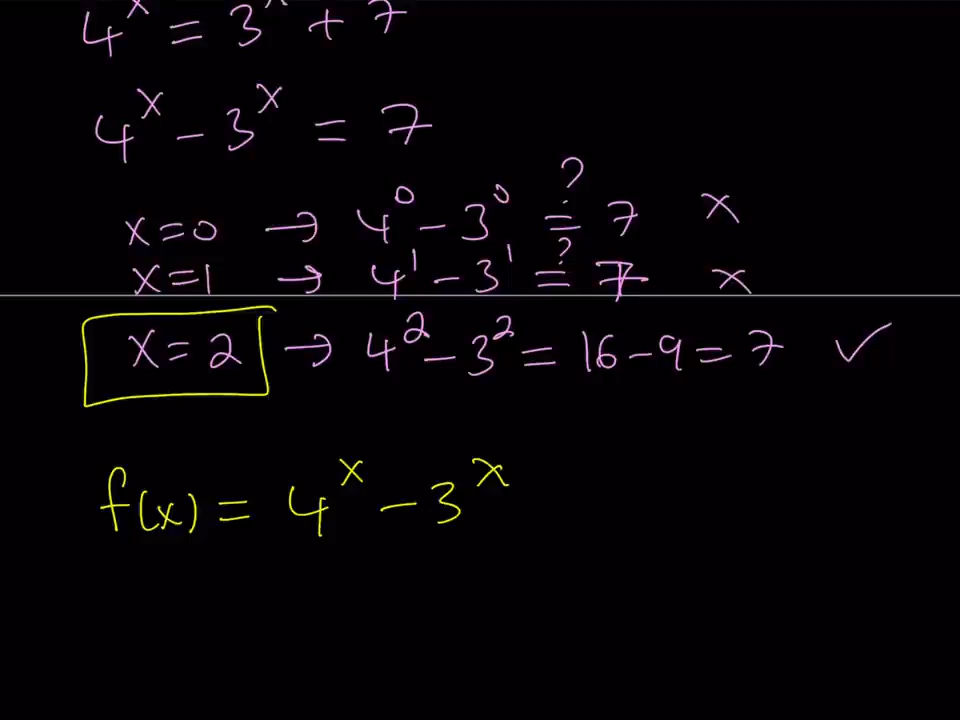 4^x = 3^x + 7
4^x - 3^x = 7
x=0 → 4^0 - 3^0 ≟ 7 x
x=1 → 4^1 - 3^1 ≟ 7 x
x=2 → 4^2 - 3^2 = 16-9 = 7 ✓
f(x) = 4^x - 3^x